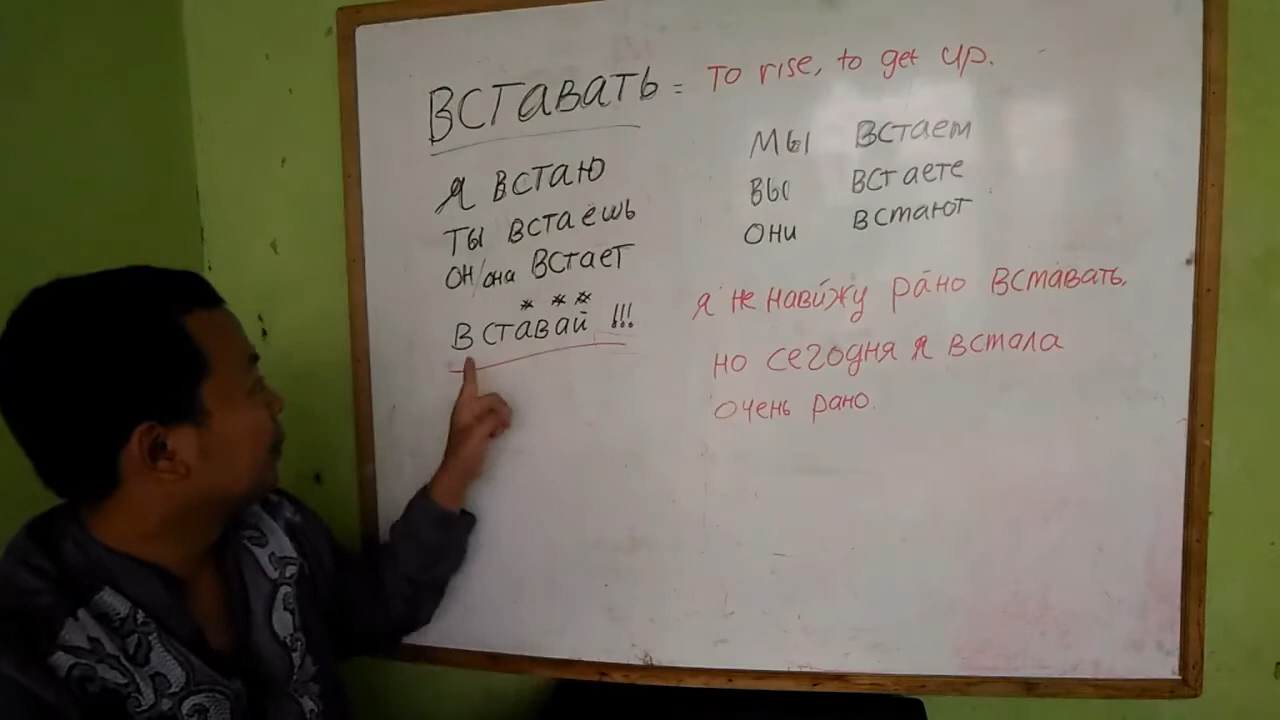 ВСТАВАТЬ = To rise, to get up.
Я ВСТАЮ
ТЫ ВСТАЁШЬ
ОН/она ВСТАЕТ
*** 
ВСТАВАЙ !!!
МЫ ВСТАЕМ
ВЫ ВСТАЕТЕ
ОНИ ВСТАЮТ
Я не навижу рано вставать,
но сегодня я встала
очень рано.